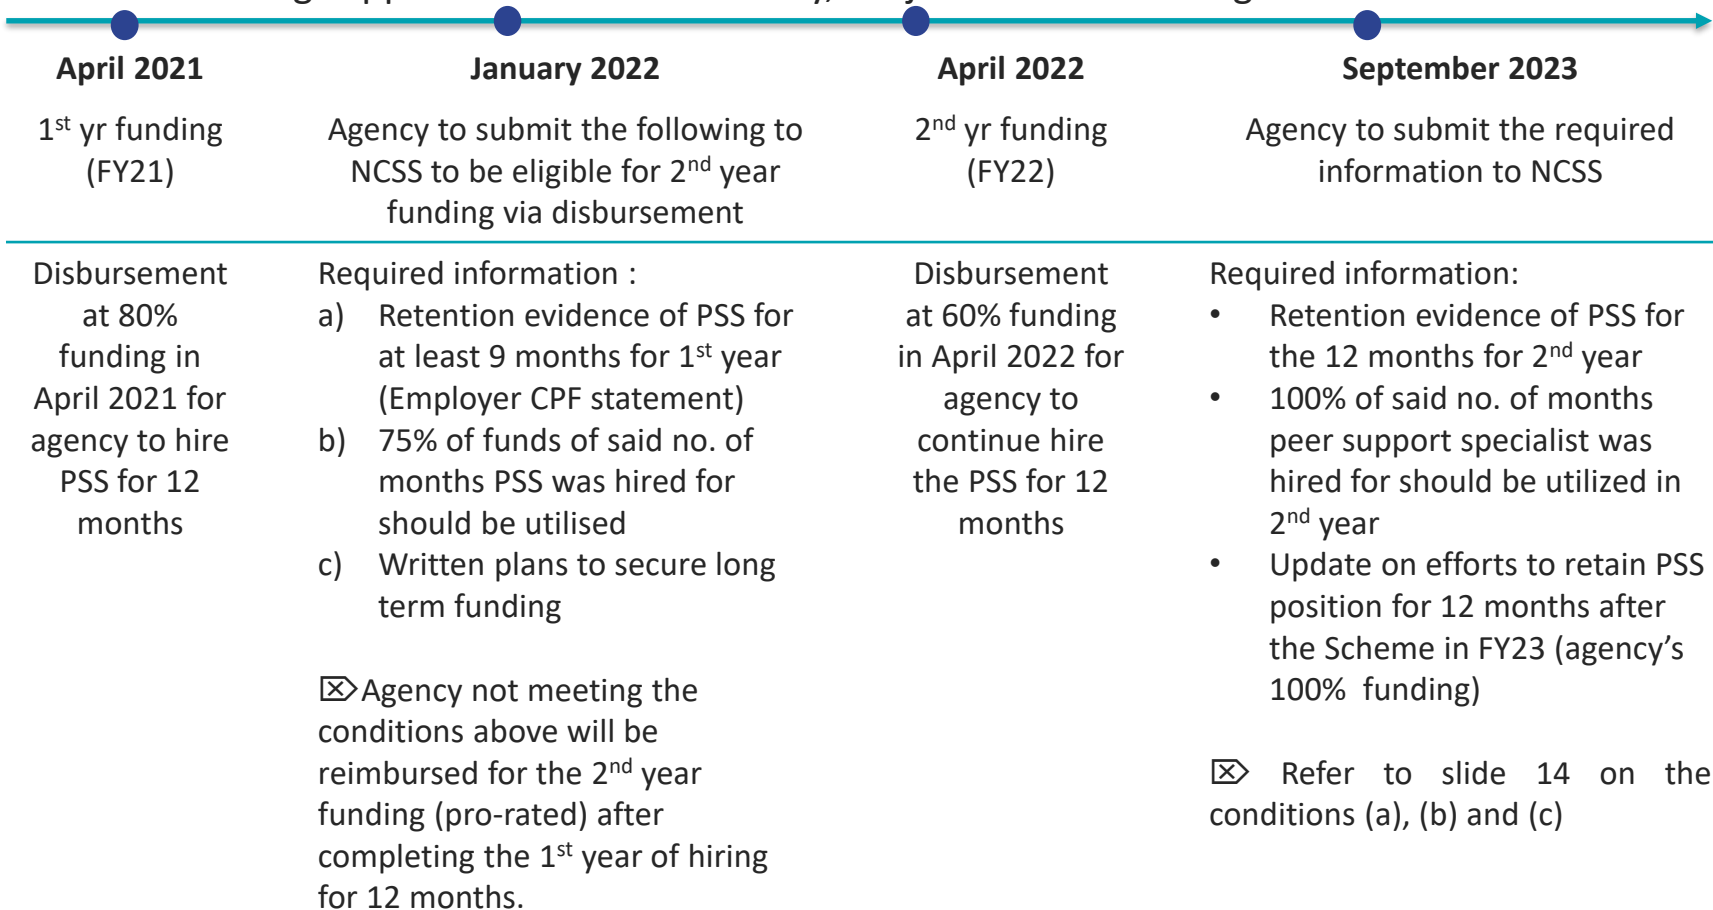 April 2021
1st yr funding
(FY21)
Disbursement
at 80%
funding in
April 2021 for
agency to hire
PSS for 12
months
January 2022
Agency to submit the following to
NCSS to be eligible for 2nd year
funding via disbursement
Required information :
a) Retention evidence of PSS for
at least 9 months for 1st year
(Employer CPF statement)
b) 75% of funds of said no. of
months PSS was hired for
should be utilised
c) Written plans to secure long
term funding
⌦Agency not meeting the
conditions above will be
reimbursed for the 2nd year
funding (pro-rated) after
completing the 1st year of hiring
for 12 months.
April 2022
2nd yr funding
(FY22)
Disbursement
at 60% funding
in April 2022 for
agency to
continue hire
the PSS for 12
months
September 2023
Agency to submit the required
information to NCSS
Required information:
• Retention evidence of PSS for
the 12 months for 2nd year
• 100% of said no. of months
peer support specialist was
hired for should be utilized in
2nd year
• Update on efforts to retain PSS
position for 12 months after
the Scheme in FY23 (agency's
100% funding)
⌦ Refer to slide 14 on the
conditions (a), (b) and (c)